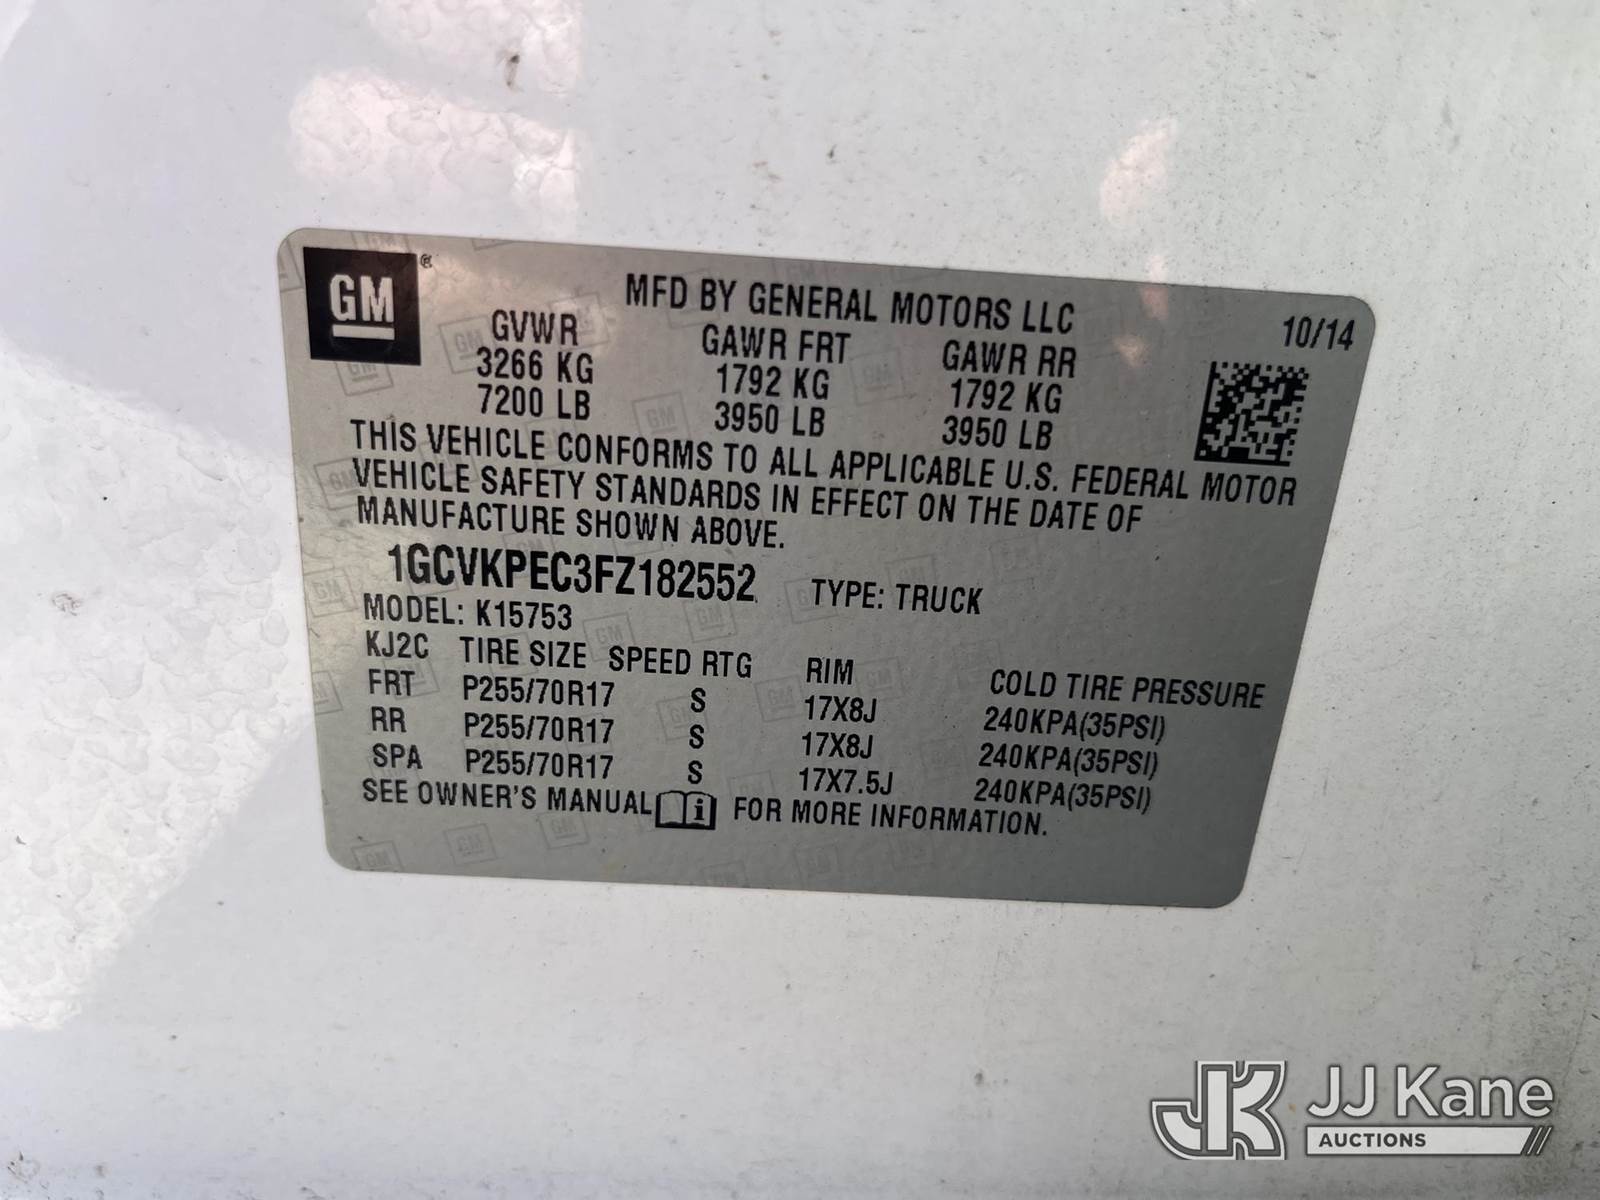 GM ®
MFD BY GENERAL MOTORS LLC
10/14
GVWR GAWR FRT GAWR RR
3266 KG 1792 KG 1792 KG
7200 LB 3950 LB 3950 LB
THIS VEHICLE CONFORMS TO ALL APPLICABLE U.S. FEDERAL MOTOR
VEHICLE SAFETY STANDARDS IN EFFECT ON THE DATE OF
MANUFACTURE SHOWN ABOVE.
1GCVKPEC3FZ182552 TYPE: TRUCK
MODEL: K15753
KJ2C TIRE SIZE SPEED RTG RIM COLD TIRE PRESSURE
FRT P255/70R17 S 17X8J 240KPA(35PSI)
RR P255/70R17 S 17X8J 240KPA(35PSI)
SPA P255/70R17 S 17X7.5J 240KPA(35PSI)
SEE OWNER'S MANUAL i FOR MORE INFORMATION.
JK JJ Kane
AUCTIONS